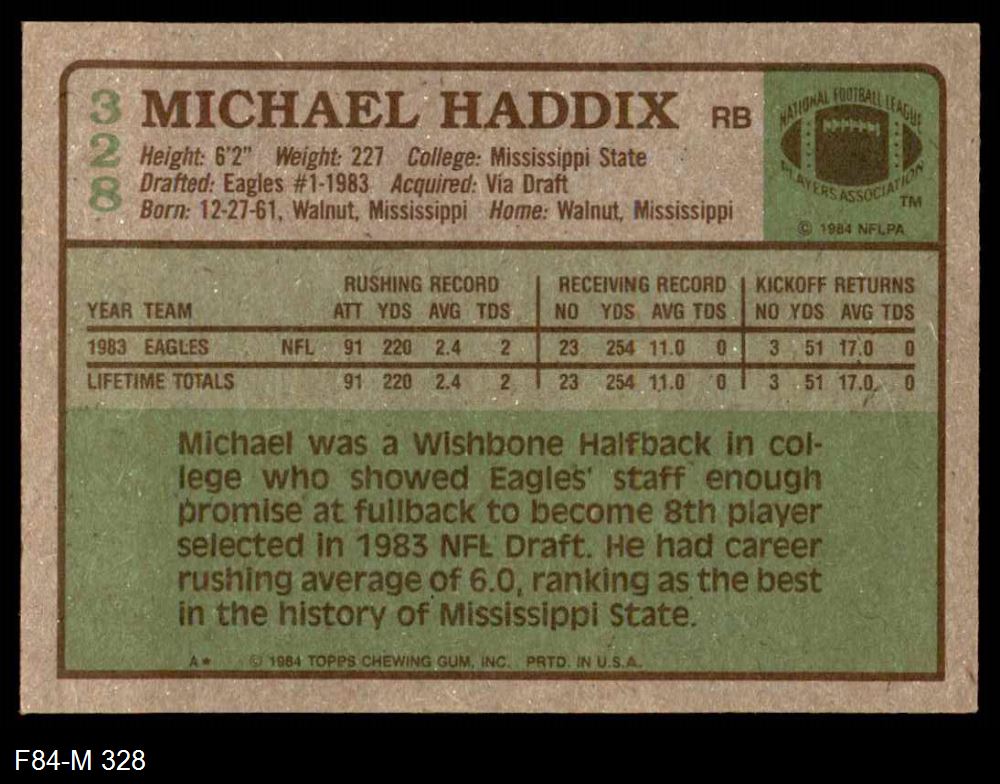 328
MICHAEL HADDIX RB
Height: 6'2" Weight: 227 College: Mississippi State
Drafted: Eagles #1-1983 Acquired: Via Draft
Born: 12-27-61, Walnut, Mississippi Home: Walnut, Mississippi
NATIONAL FOOTBALL LEAGUE
PLAYERS ASSOCIATION
TM
© 1984 NFLPA
RUSHING RECORD RECEIVING RECORD KICKOFF RETURNS
YEAR TEAM ATT YDS AVG TDS NO YDS AVG TDS NO YDS AVG TDS
1983 EAGLES NFL 91 220 2.4 2 23 254 11.0 0 3 51 17.0 0
LIFETIME TOTALS 91 220 2.4 2 23 254 11.0 0 3 51 17.0 0
Michael was a Wishbone Halfback in col-
lege who showed Eagles' staff enough
promise at fullback to become 8th player
selected in 1983 NFL Draft. He had career
rushing average of 6.0, ranking as the best
in the history of Mississippi State.
A* © 1984 TOPPS CHEWING GUM, INC. PRTD. IN U.S.A.
F84-M 328